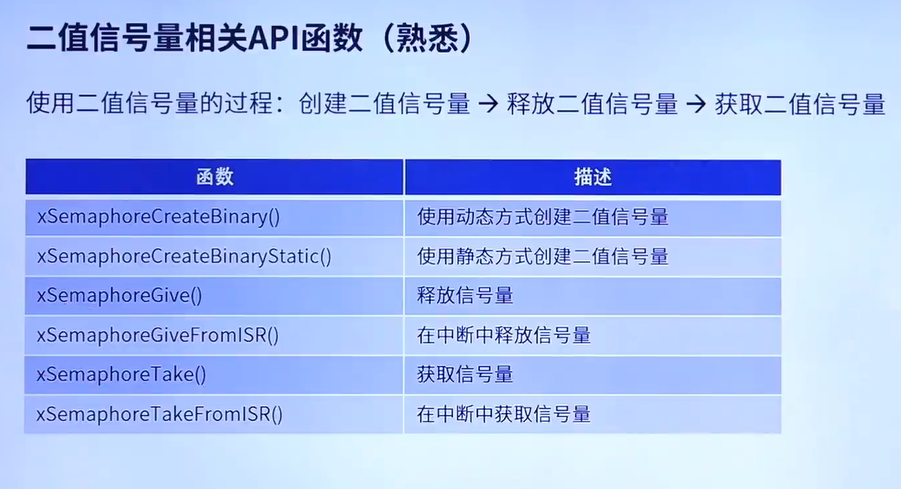 二值信号量相关API函数（熟悉）
使用二值信号量的过程：创建二值信号量 → 释放二值信号量 → 获取二值信号量
函数 描述
xSemaphoreCreateBinary() 使用动态方式创建二值信号量
xSemaphoreCreateBinaryStatic() 使用静态方式创建二值信号量
xSemaphoreGive() 释放信号量
xSemaphoreGiveFromISR() 在中断中释放信号量
xSemaphoreTake() 获取信号量
xSemaphoreTakeFromISR() 在中断中获取信号量